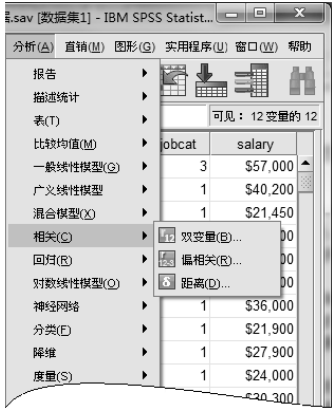 .sav [数据集1] - IBM SPSS Statist...
分析(A) 直销(M) 图形(G) 实用程序(U) 窗口(W) 帮助
报告
描述统计
表(T)
可见: 12 变量的 12
比较均值(M)
jobcat salary
一般线性模型(G) 3 $57,000
广义线性模型 1 $40,200
混合模型(X) 1 $21,450
相关(C) 双变量(B)...
回归(R) 偏相关(R)...
对数线性模型(O) 距离(D)...
神经网络 1 $36,000
分类(F) 1 $21,900
降维 1 $27,900
度量(S) 1 $24,000
$30,300